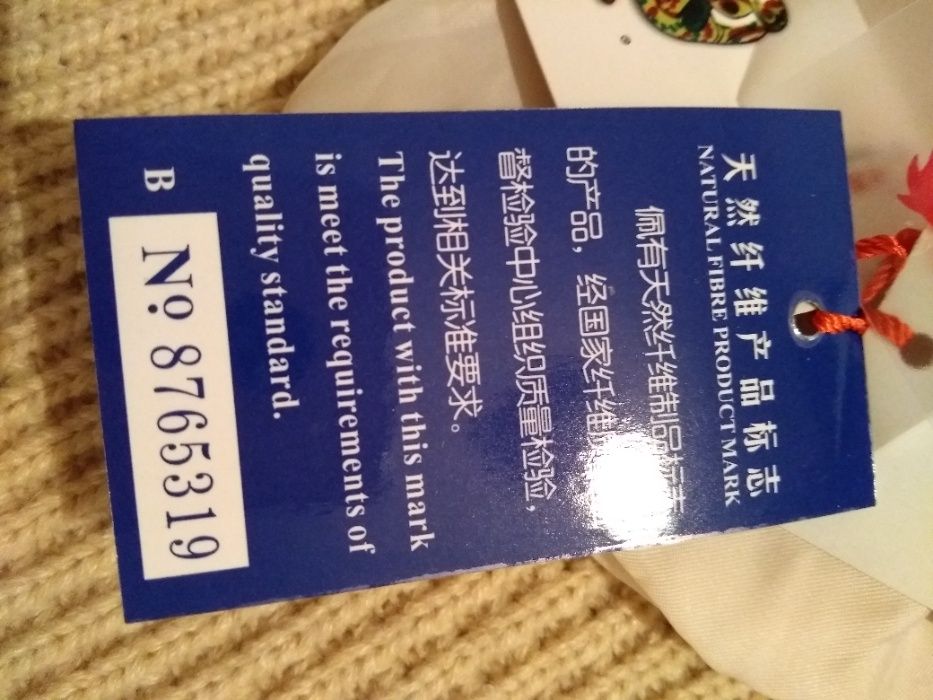 天然纤维产品标志
NATURAL FIBRE PRODUCT MARK
佩有天然纤维制品标志
的产品，经国家纤维
督检验中心组织质量检验，
达到相关标准要求。
The product with this mark
is meet the requirements of
quality standard.
B
No 8765319